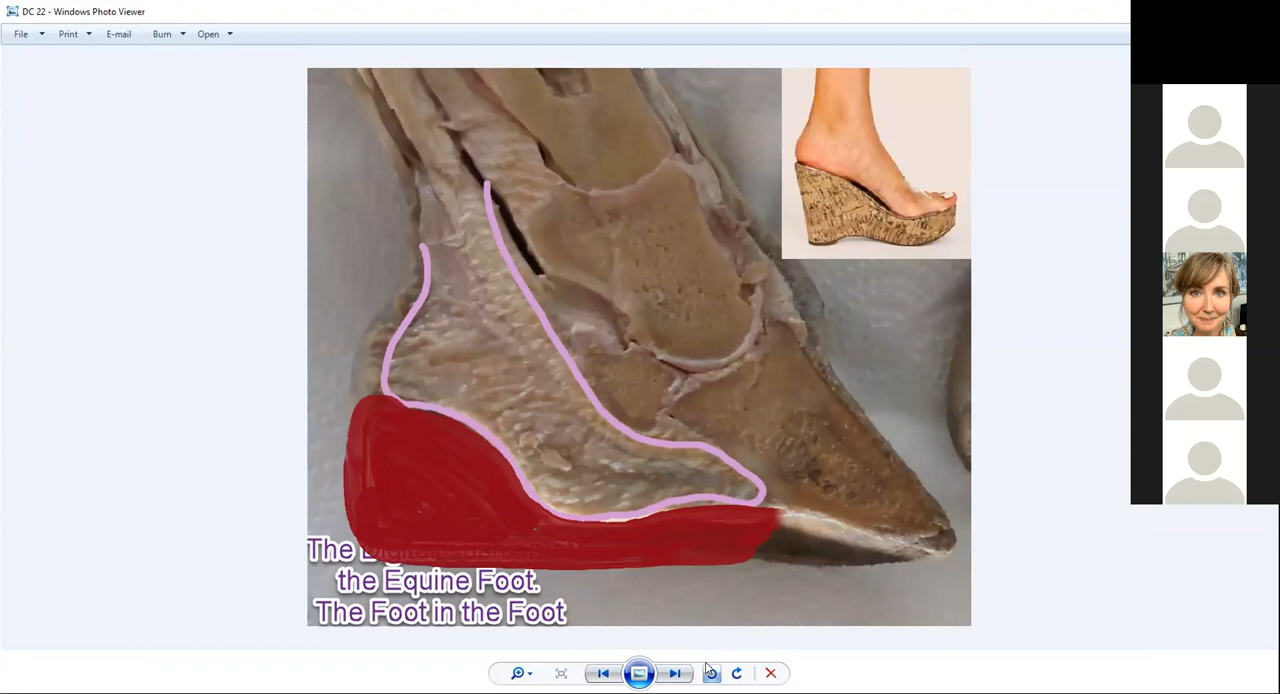 DC 22 - Windows Photo Viewer
File Print E-mail Burn Open
The
the Equine Foot.
The Foot in the Foot